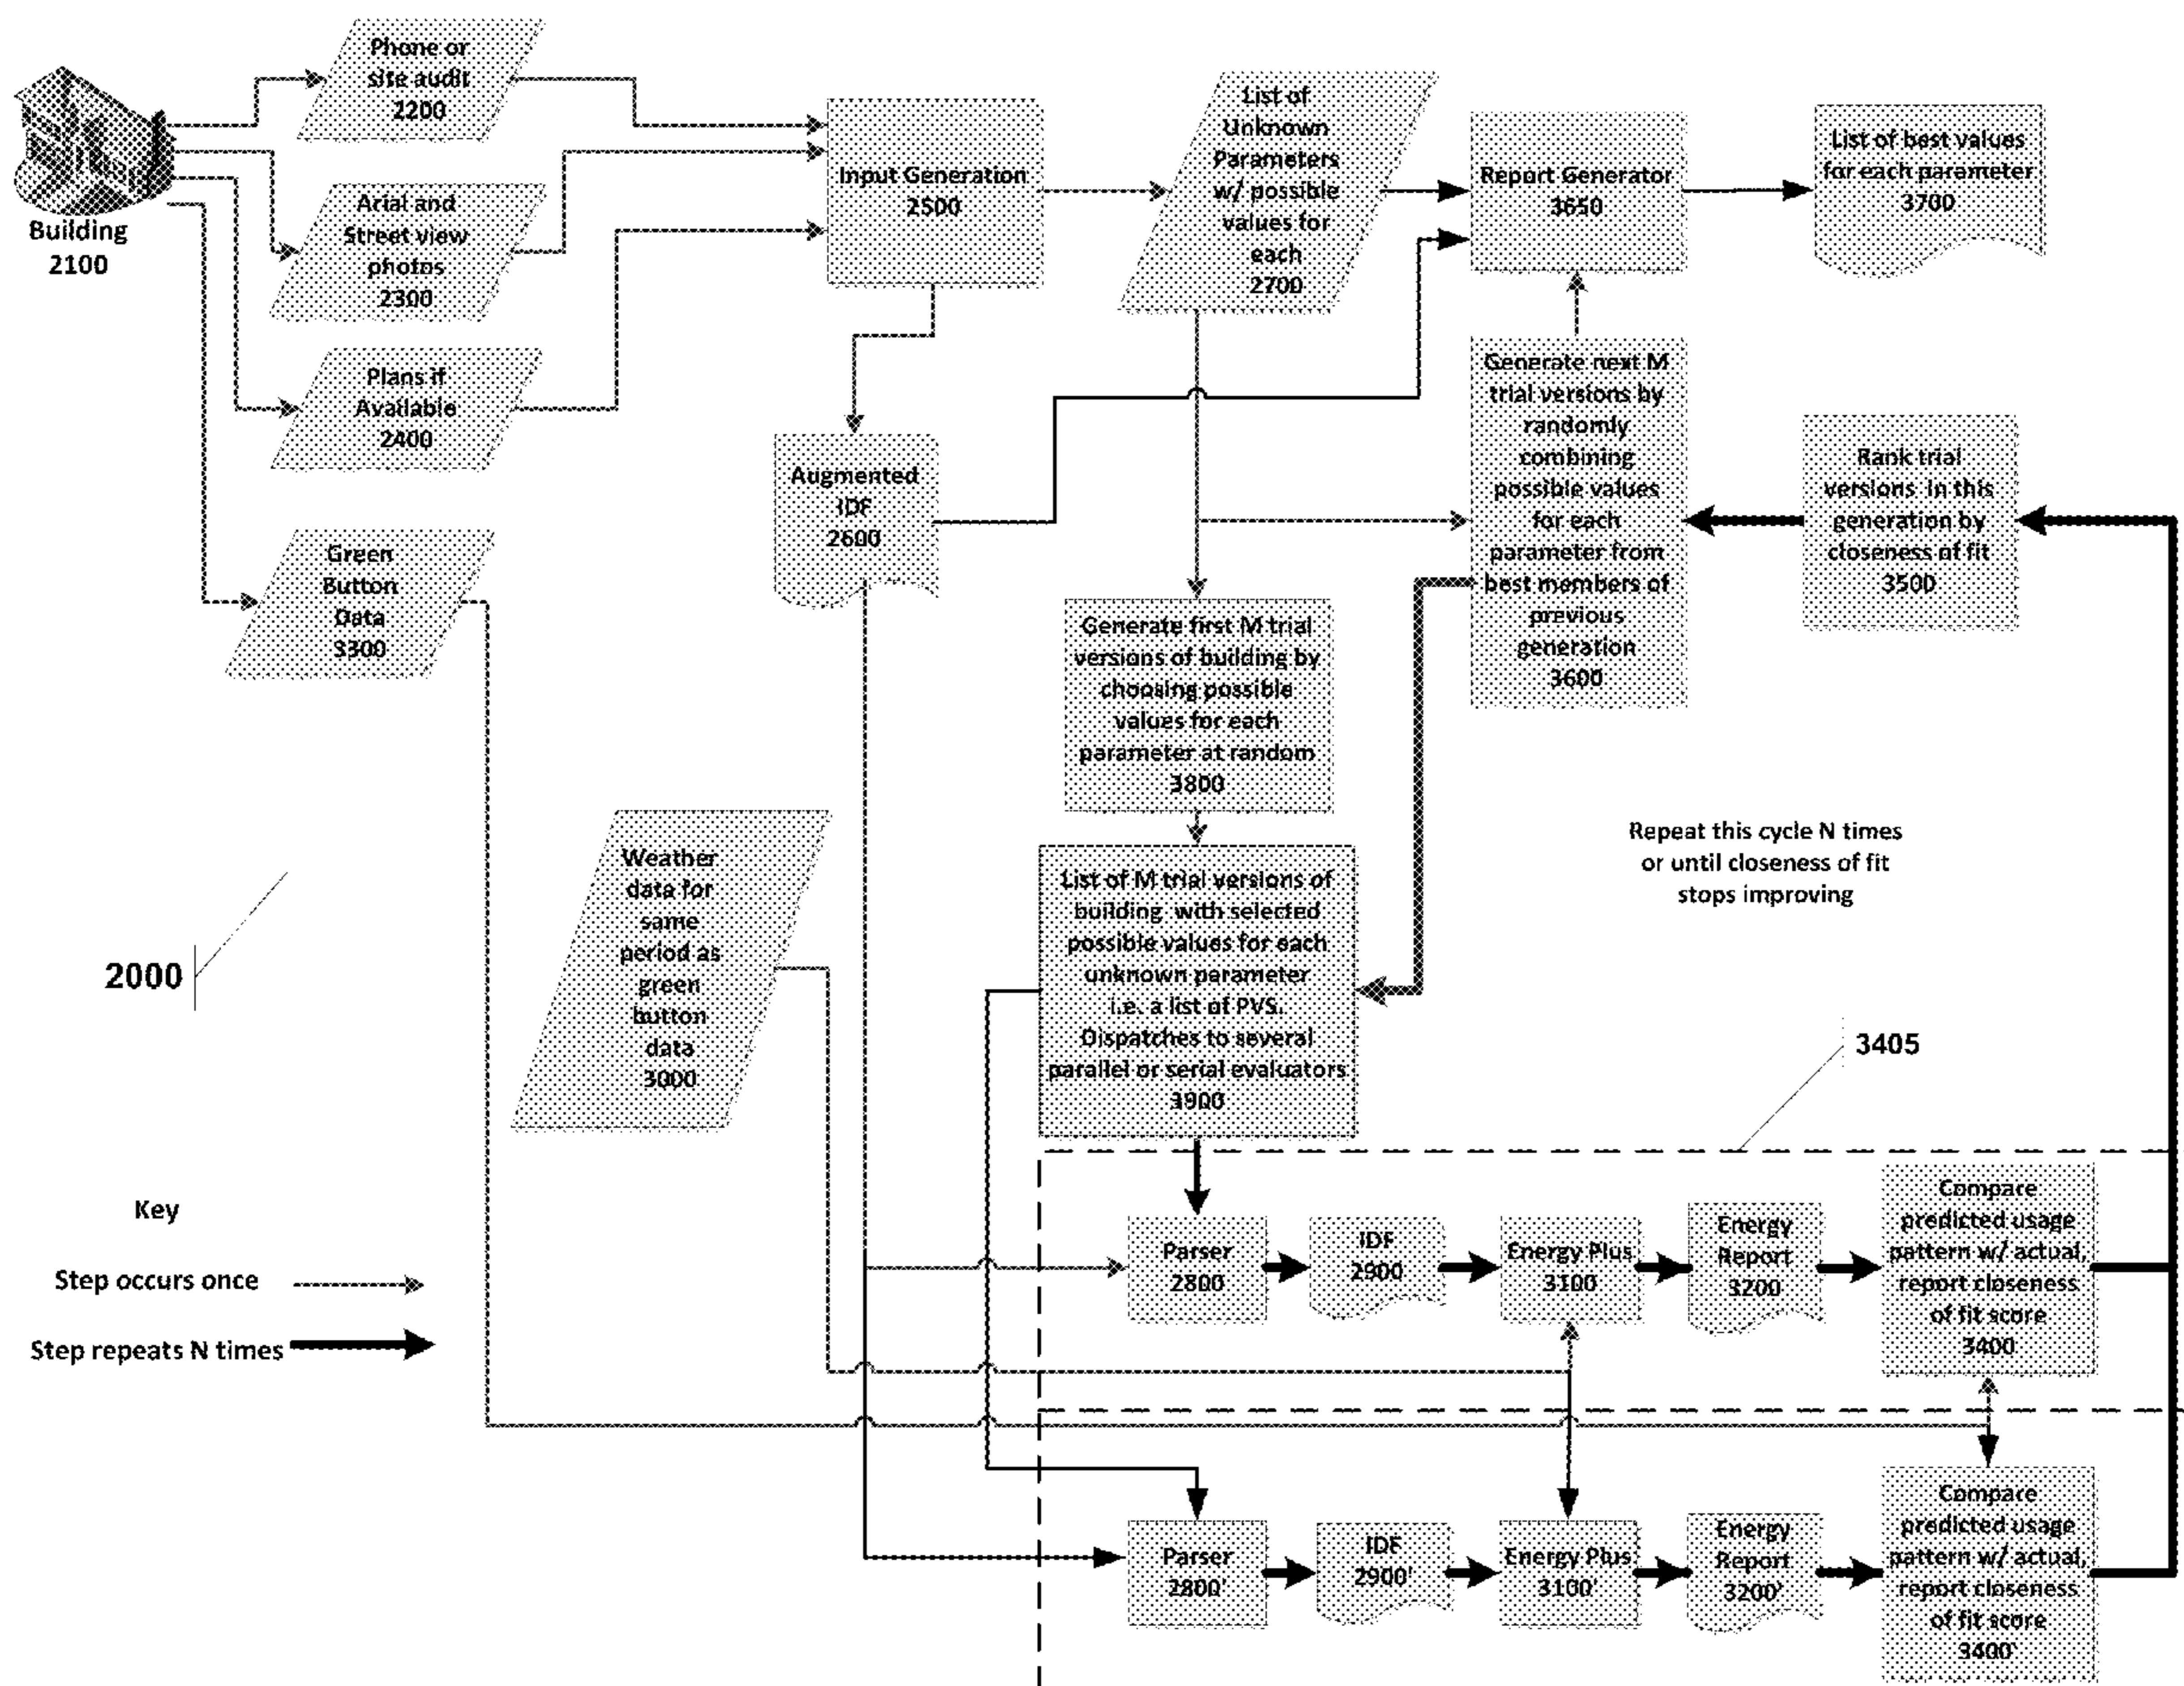 Building
2100
Phone or
site audit
2200
Arial and
Street view
photos
2300
Plans if
Available
2400
Green
Button
Data
3300
Input Generation
2500
List of
Unknown
Parameters
w/ possible
values for
each
2700
Report Generator
3650
List of best values
for each parameter
3700
Augmented
IDF
2600
Generate next M
trial versions by
randomly
combining
possible values
for each
parameter from
best members of
previous
generation
3600
Rank trial
versions in this
generation by
closeness of fit
3500
Generate first M trial
versions of building by
choosing possible
values for each
parameter at random
3800
Weather
data for
same
period as
green
button
data
3000
List of M trial versions of
building with selected
possible values for each
unknown parameter
i.e. a list of PVS.
Dispatches to several
parallel or serial evaluators
3900
Repeat this cycle N times
or until closeness of fit
stops improving
2000
3405
Key
Step occurs once
Step repeats N times
Parser
2800
IDF
2900
Energy Plus
3100
Energy
Report
3200
Compare
predicted usage
pattern w/ actual,
report closeness
of fit score
3400
Parser
2800'
IDF
2900'
Energy Plus
3100'
Energy
Report
3200'
Compare
predicted usage
pattern w/ actual,
report closeness
of fit score
3400'